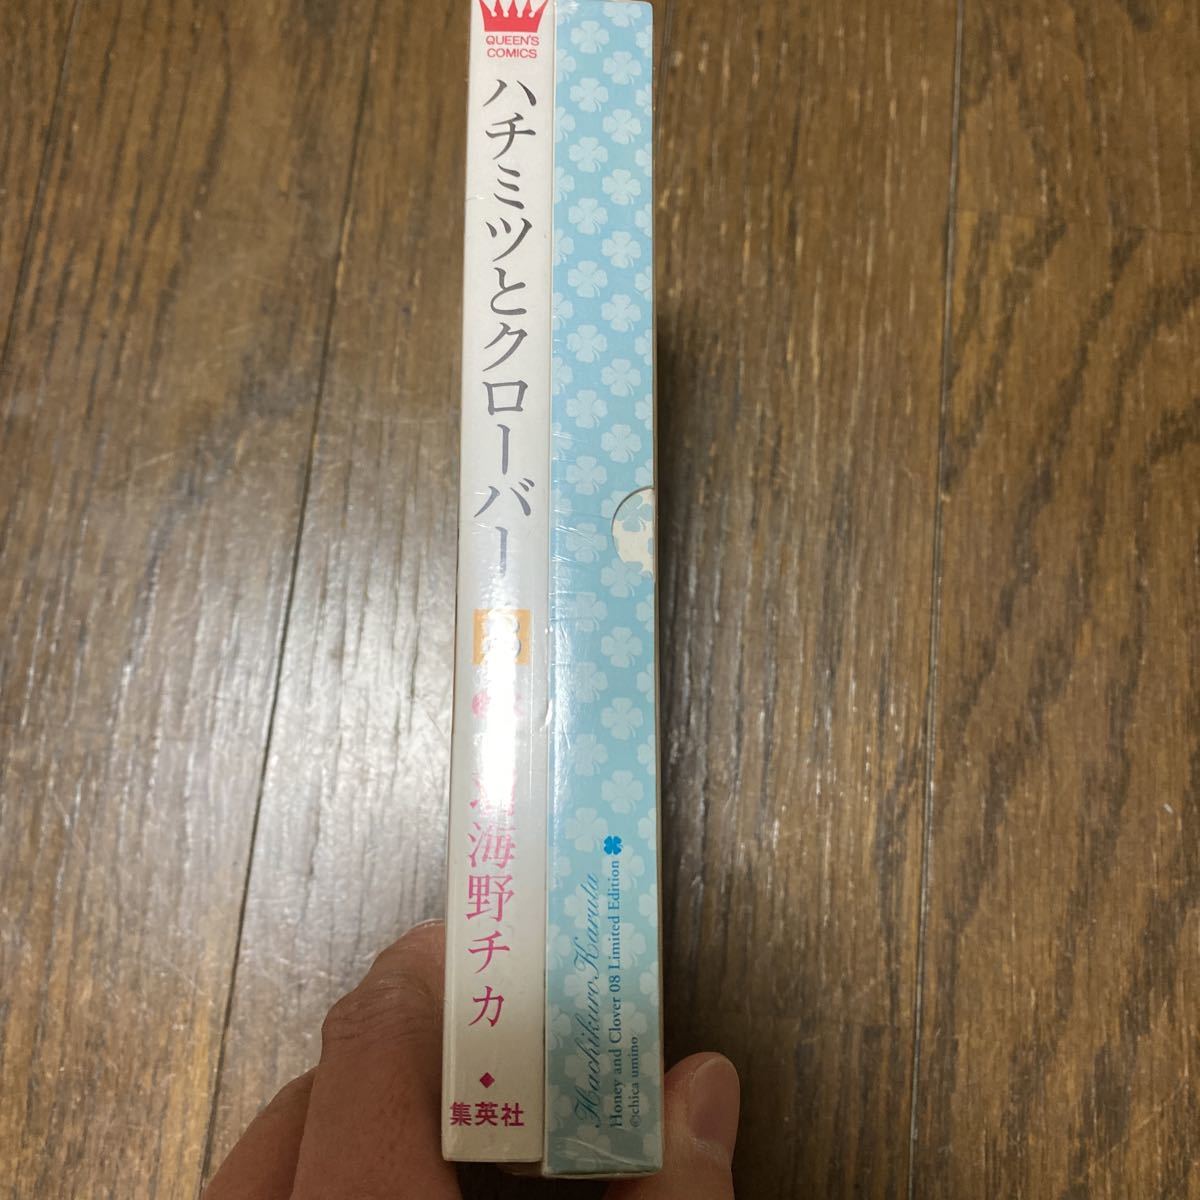 QUEEN'S
COMICS
ハチミツとクローバー
8
海野チカ
集英社
Hachikuro Karuta
Honey and Clover 08 Limited Edition
©chica umino